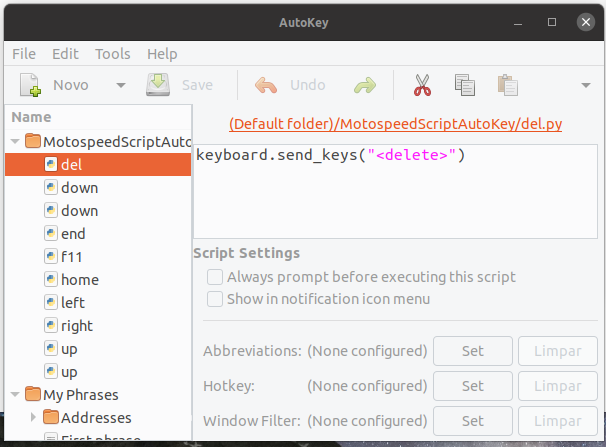 AutoKey
File Edit Tools Help
Novo Save Undo
Name
MotospeedScriptAuto
del
down
down
end
f11
home
left
right
up
up
My Phrases
Addresses
First phrase
(Default folder)/MotospeedScriptAutoKey/del.py
keyboard.send_keys("<delete>")
Script Settings
Always prompt before executing this script
Show in notification icon menu
Abbreviations: (None configured) Set Limpar
Hotkey: (None configured) Set Limpar
Window Filter: (None configured) Set Limpar